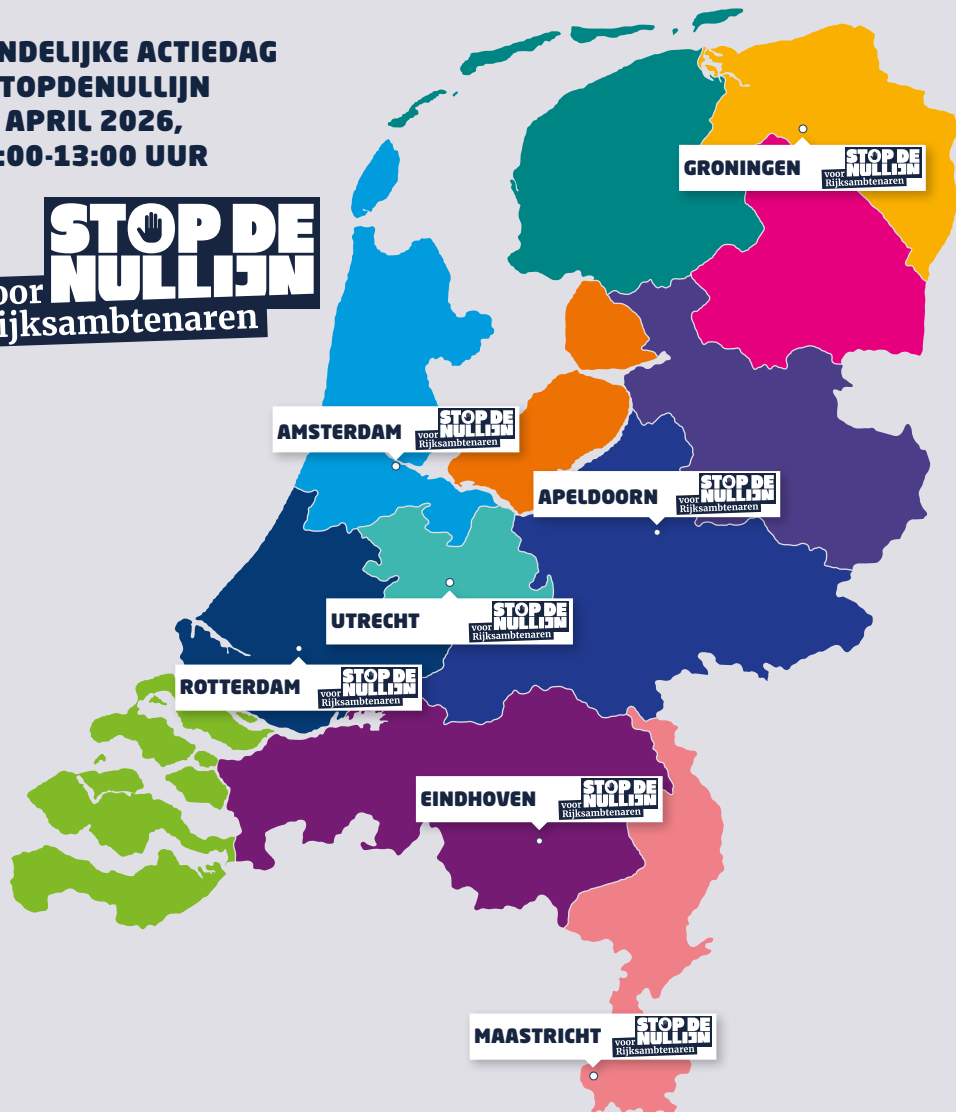 NDELIJKE ACTIEDAG
TOPDENULLIJN
APRIL 2026,
:00-13:00 UUR
STOP DE
NULLIJN
oor
ijksambtenaren
GRONINGEN
STOP DE
NULLIJN
voor
Rijksambtenaren
AMSTERDAM
STOP DE
NULLIJN
voor
Rijksambtenaren
APELDOORN
STOP DE
NULLIJN
voor
Rijksambtenaren
UTRECHT
STOP DE
NULLIJN
voor
Rijksambtenaren
ROTTERDAM
STOP DE
NULLIJN
voor
Rijksambtenaren
EINDHOVEN
STOP DE
NULLIJN
voor
Rijksambtenaren
MAASTRICHT
STOP DE
NULLIJN
voor
Rijksambtenaren